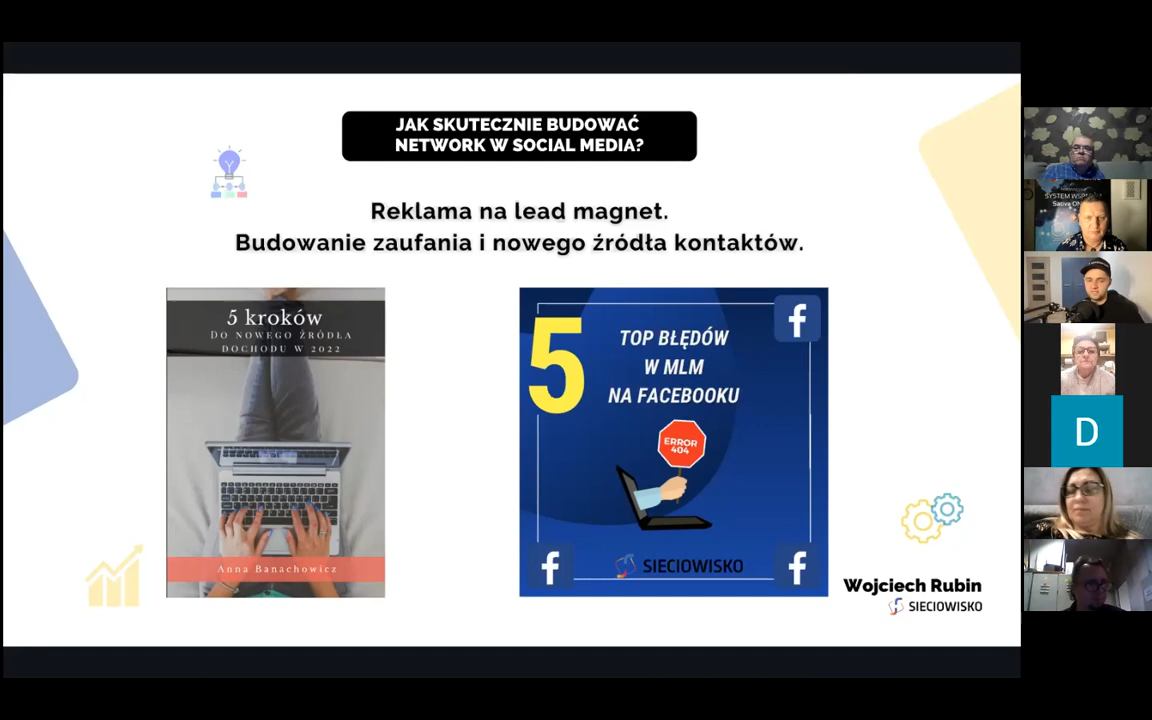 JAK SKUTECZNIE BUDOWAĆ
NETWORK W SOCIAL MEDIA?
Reklama na lead magnet.
Budowanie zaufania i nowego źródła kontaktów.
5 kroków
DO NOWEGO ŹRÓDŁA
DOCHODU W 2022
Anna Banachowicz
5
TOP BŁĘDÓW
W MLM
NA FACEBOOKU
ERROR
404
SIECIOWISKO
Wojciech Rubin
SIECIOWISKO
D